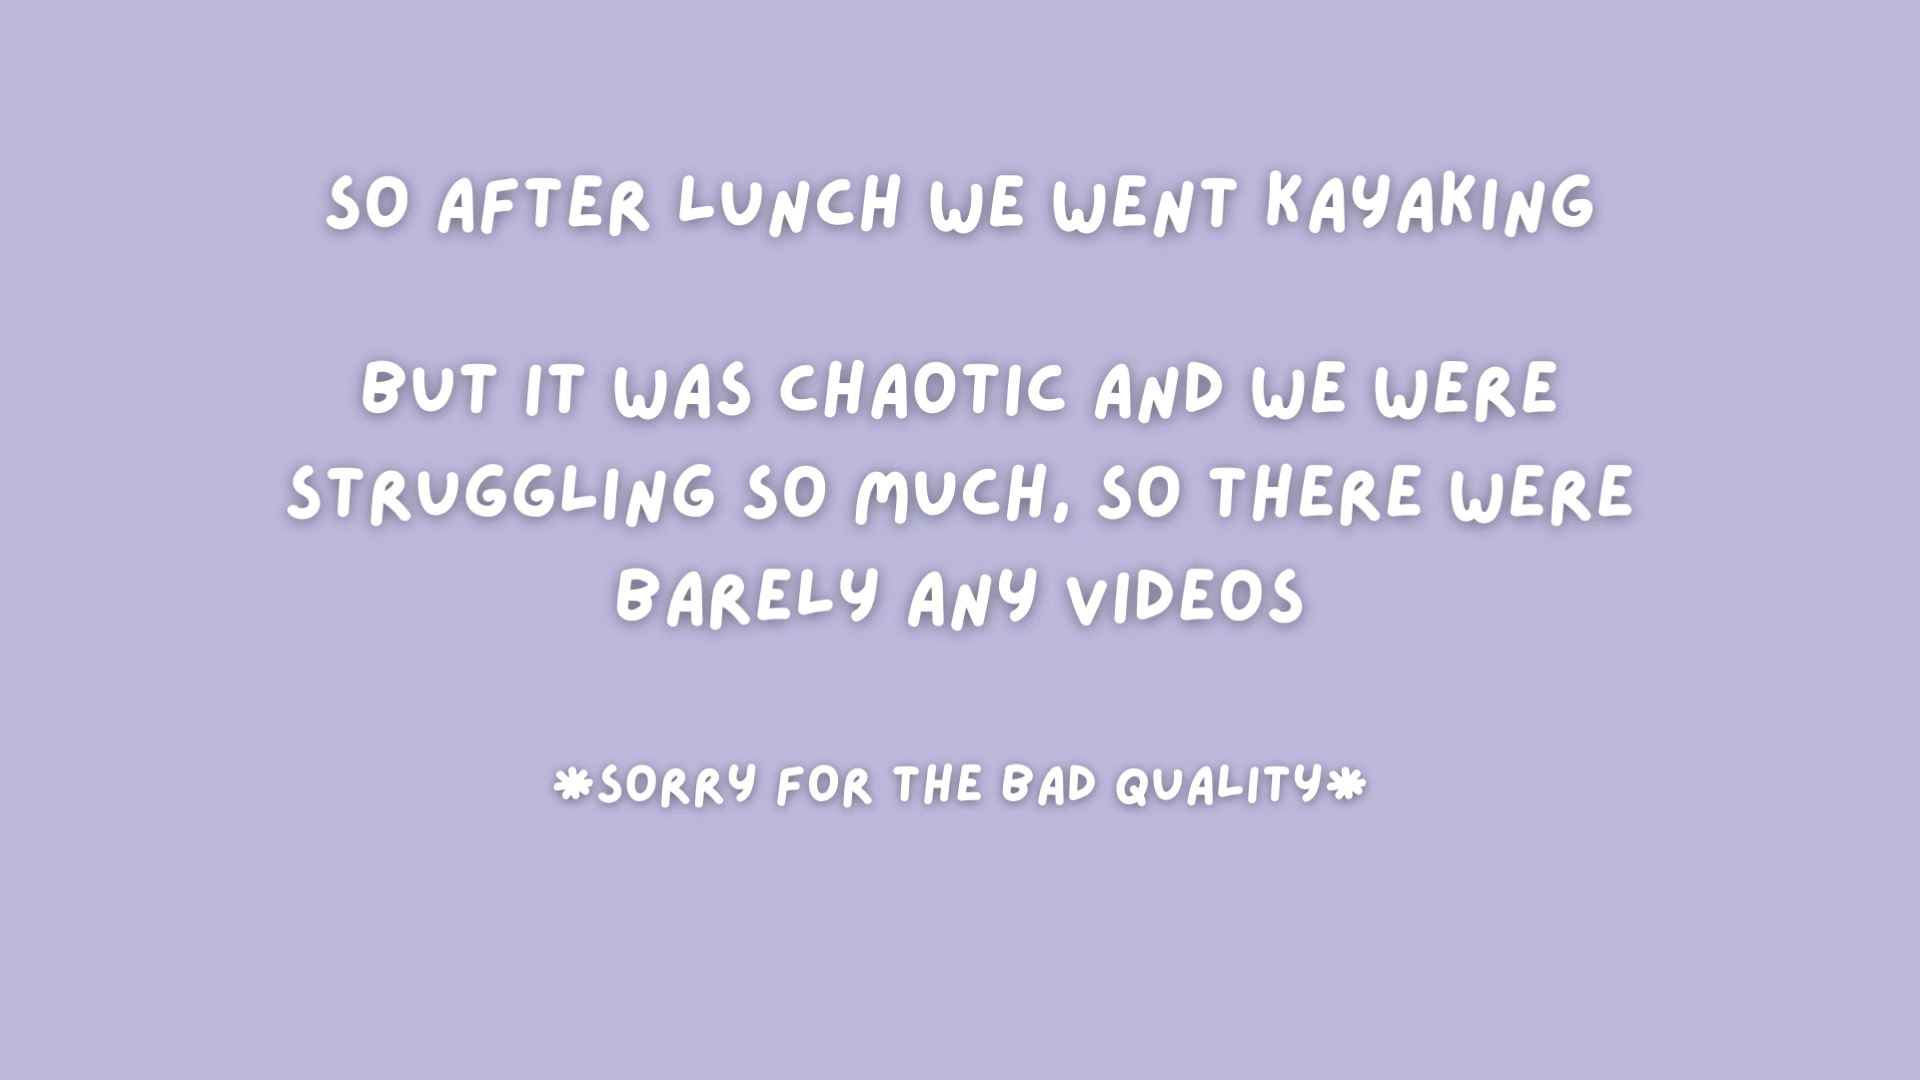 SO AFTER LUNCH WE WENT KAYAKING
BUT IT WAS CHAOTIC AND WE WERE
STRUGGLING SO MUCH, SO THERE WERE
BARELY ANY VIDEOS
*SORRY FOR THE BAD QUALITY*